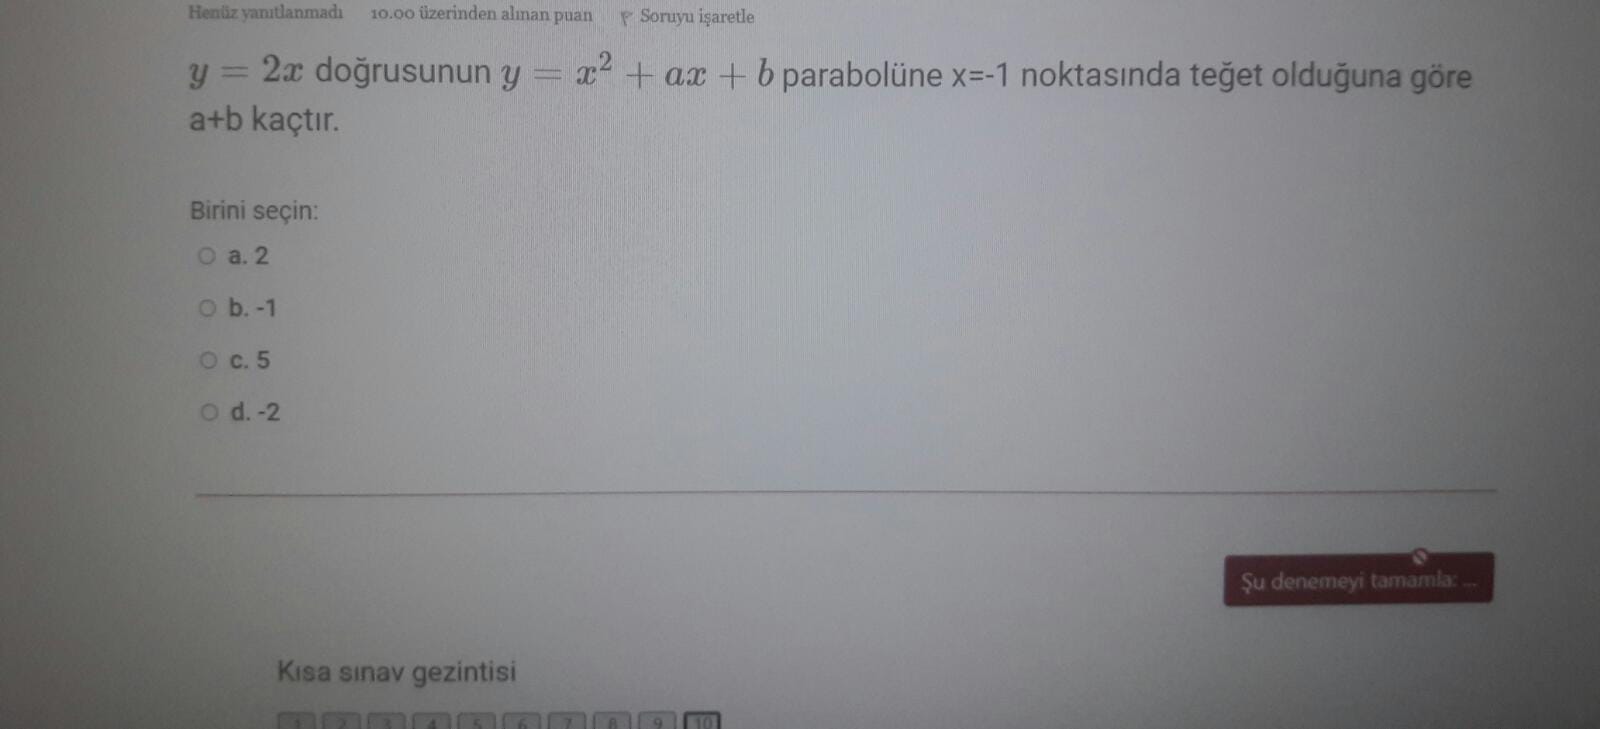 Henüz yanıtlanmadı 10.00 üzerinden alınan puan Soruyu işaretle
y = 2x doğrusunun y = x² + ax + b parabolüne x=-1 noktasında teğet olduğuna göre
a+b kaçtır.
Birini seçin:
a. 2
b. -1
c. 5
d. -2
Şu denemeyi tamamla: ...
Kısa sınav gezintisi
1 2 3 4 5 6 7 8 9 10